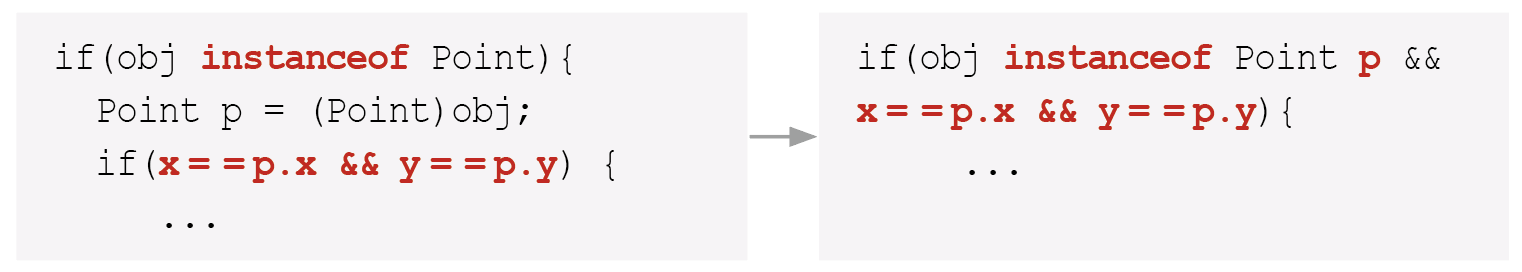 if(obj instanceof Point){
Point p = (Point)obj;
if(x==p.x && y==p.y) {
...
if(obj instanceof Point p &&
x==p.x && y==p.y){
...